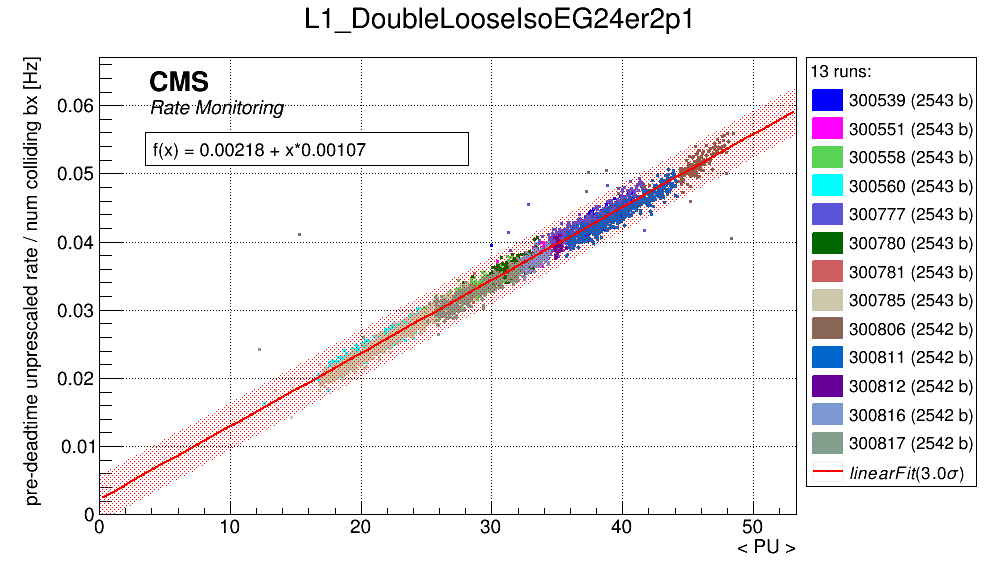 L1_DoubleLooseIsoEG24er2p1
pre-deadtime unprescaled rate / num colliding bx [Hz]
CMS
Rate Monitoring
f(x) = 0.00218 + x*0.00107
0.06
0.05
0.04
0.03
0.02
0.01
0
0 10 20 30 40 50
< PU >
13 runs:
300539 (2543 b)
300551 (2543 b)
300558 (2543 b)
300560 (2543 b)
300777 (2543 b)
300780 (2543 b)
300781 (2543 b)
300785 (2543 b)
300806 (2542 b)
300811 (2542 b)
300812 (2542 b)
300816 (2542 b)
300817 (2542 b)
linearFit(3.0σ)